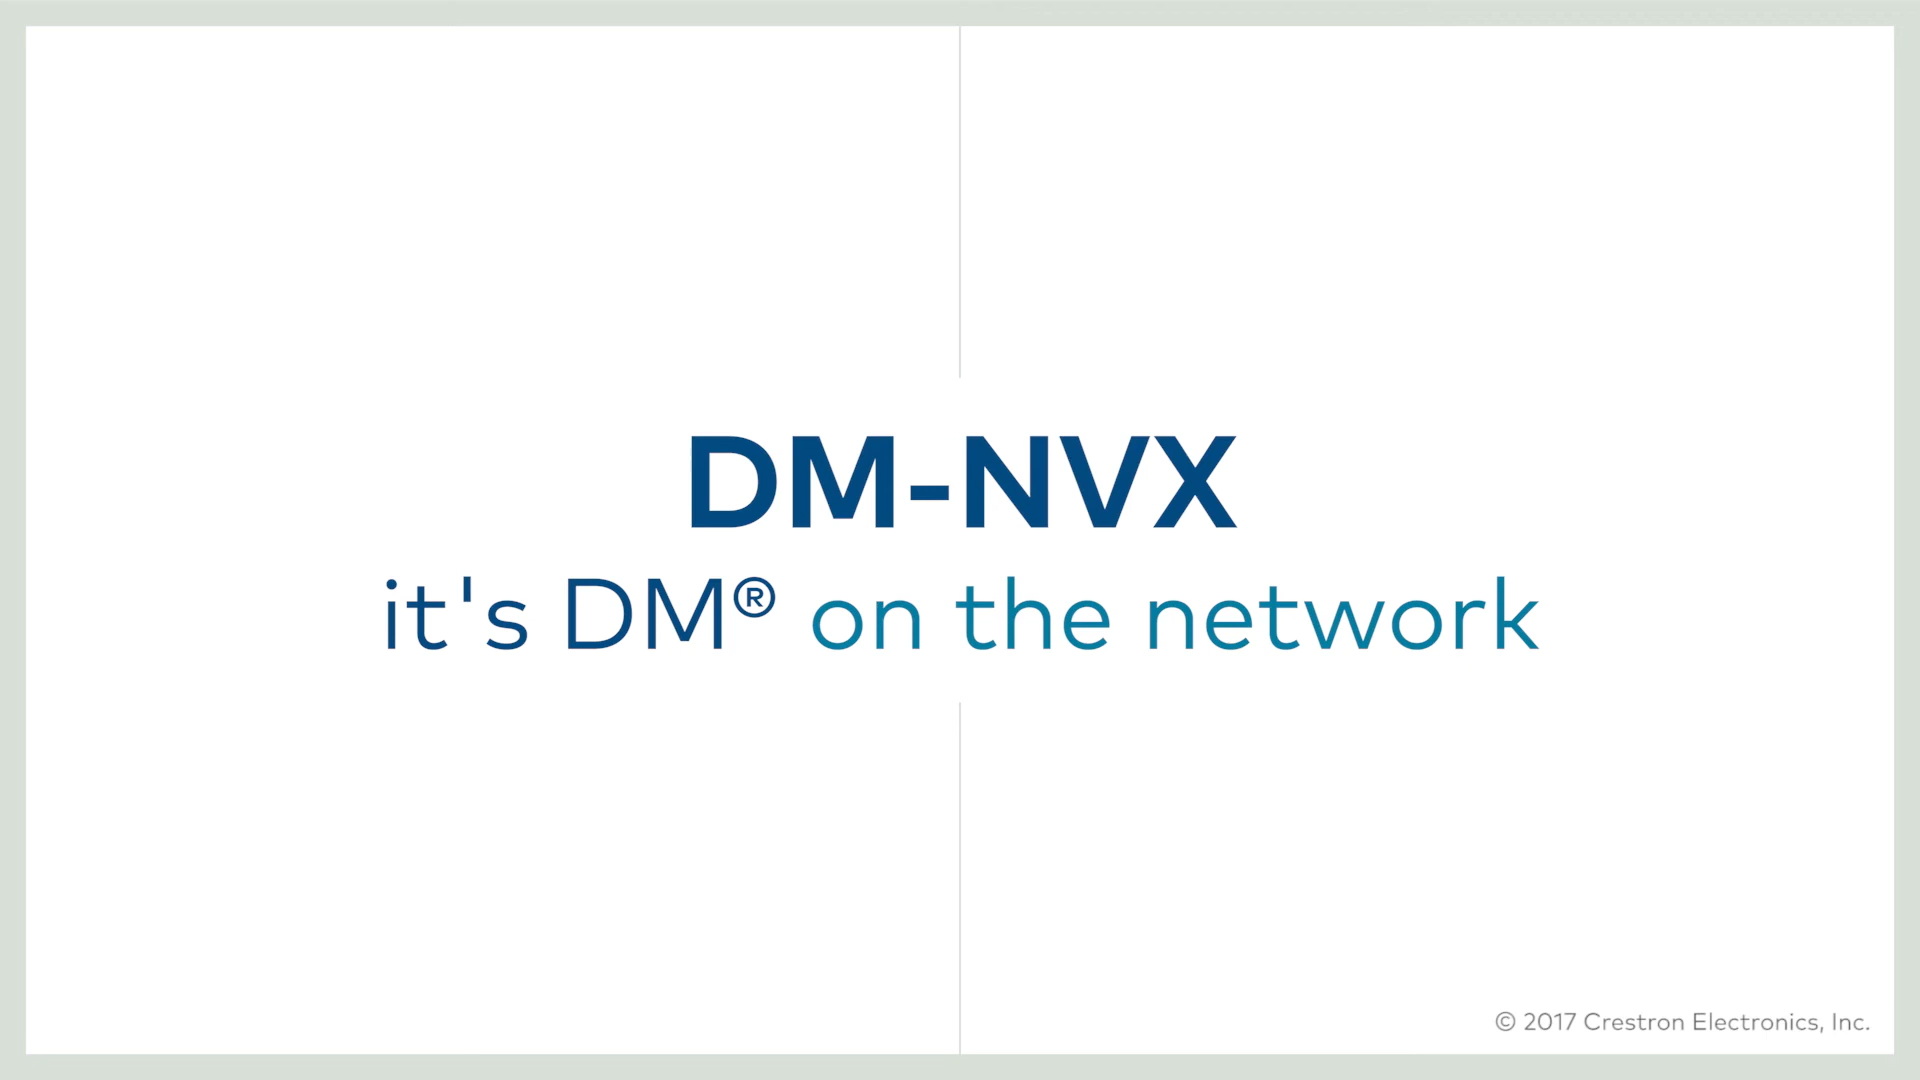 DM-NVX
it's DM® on the network
© 2017 Crestron Electronics, Inc.